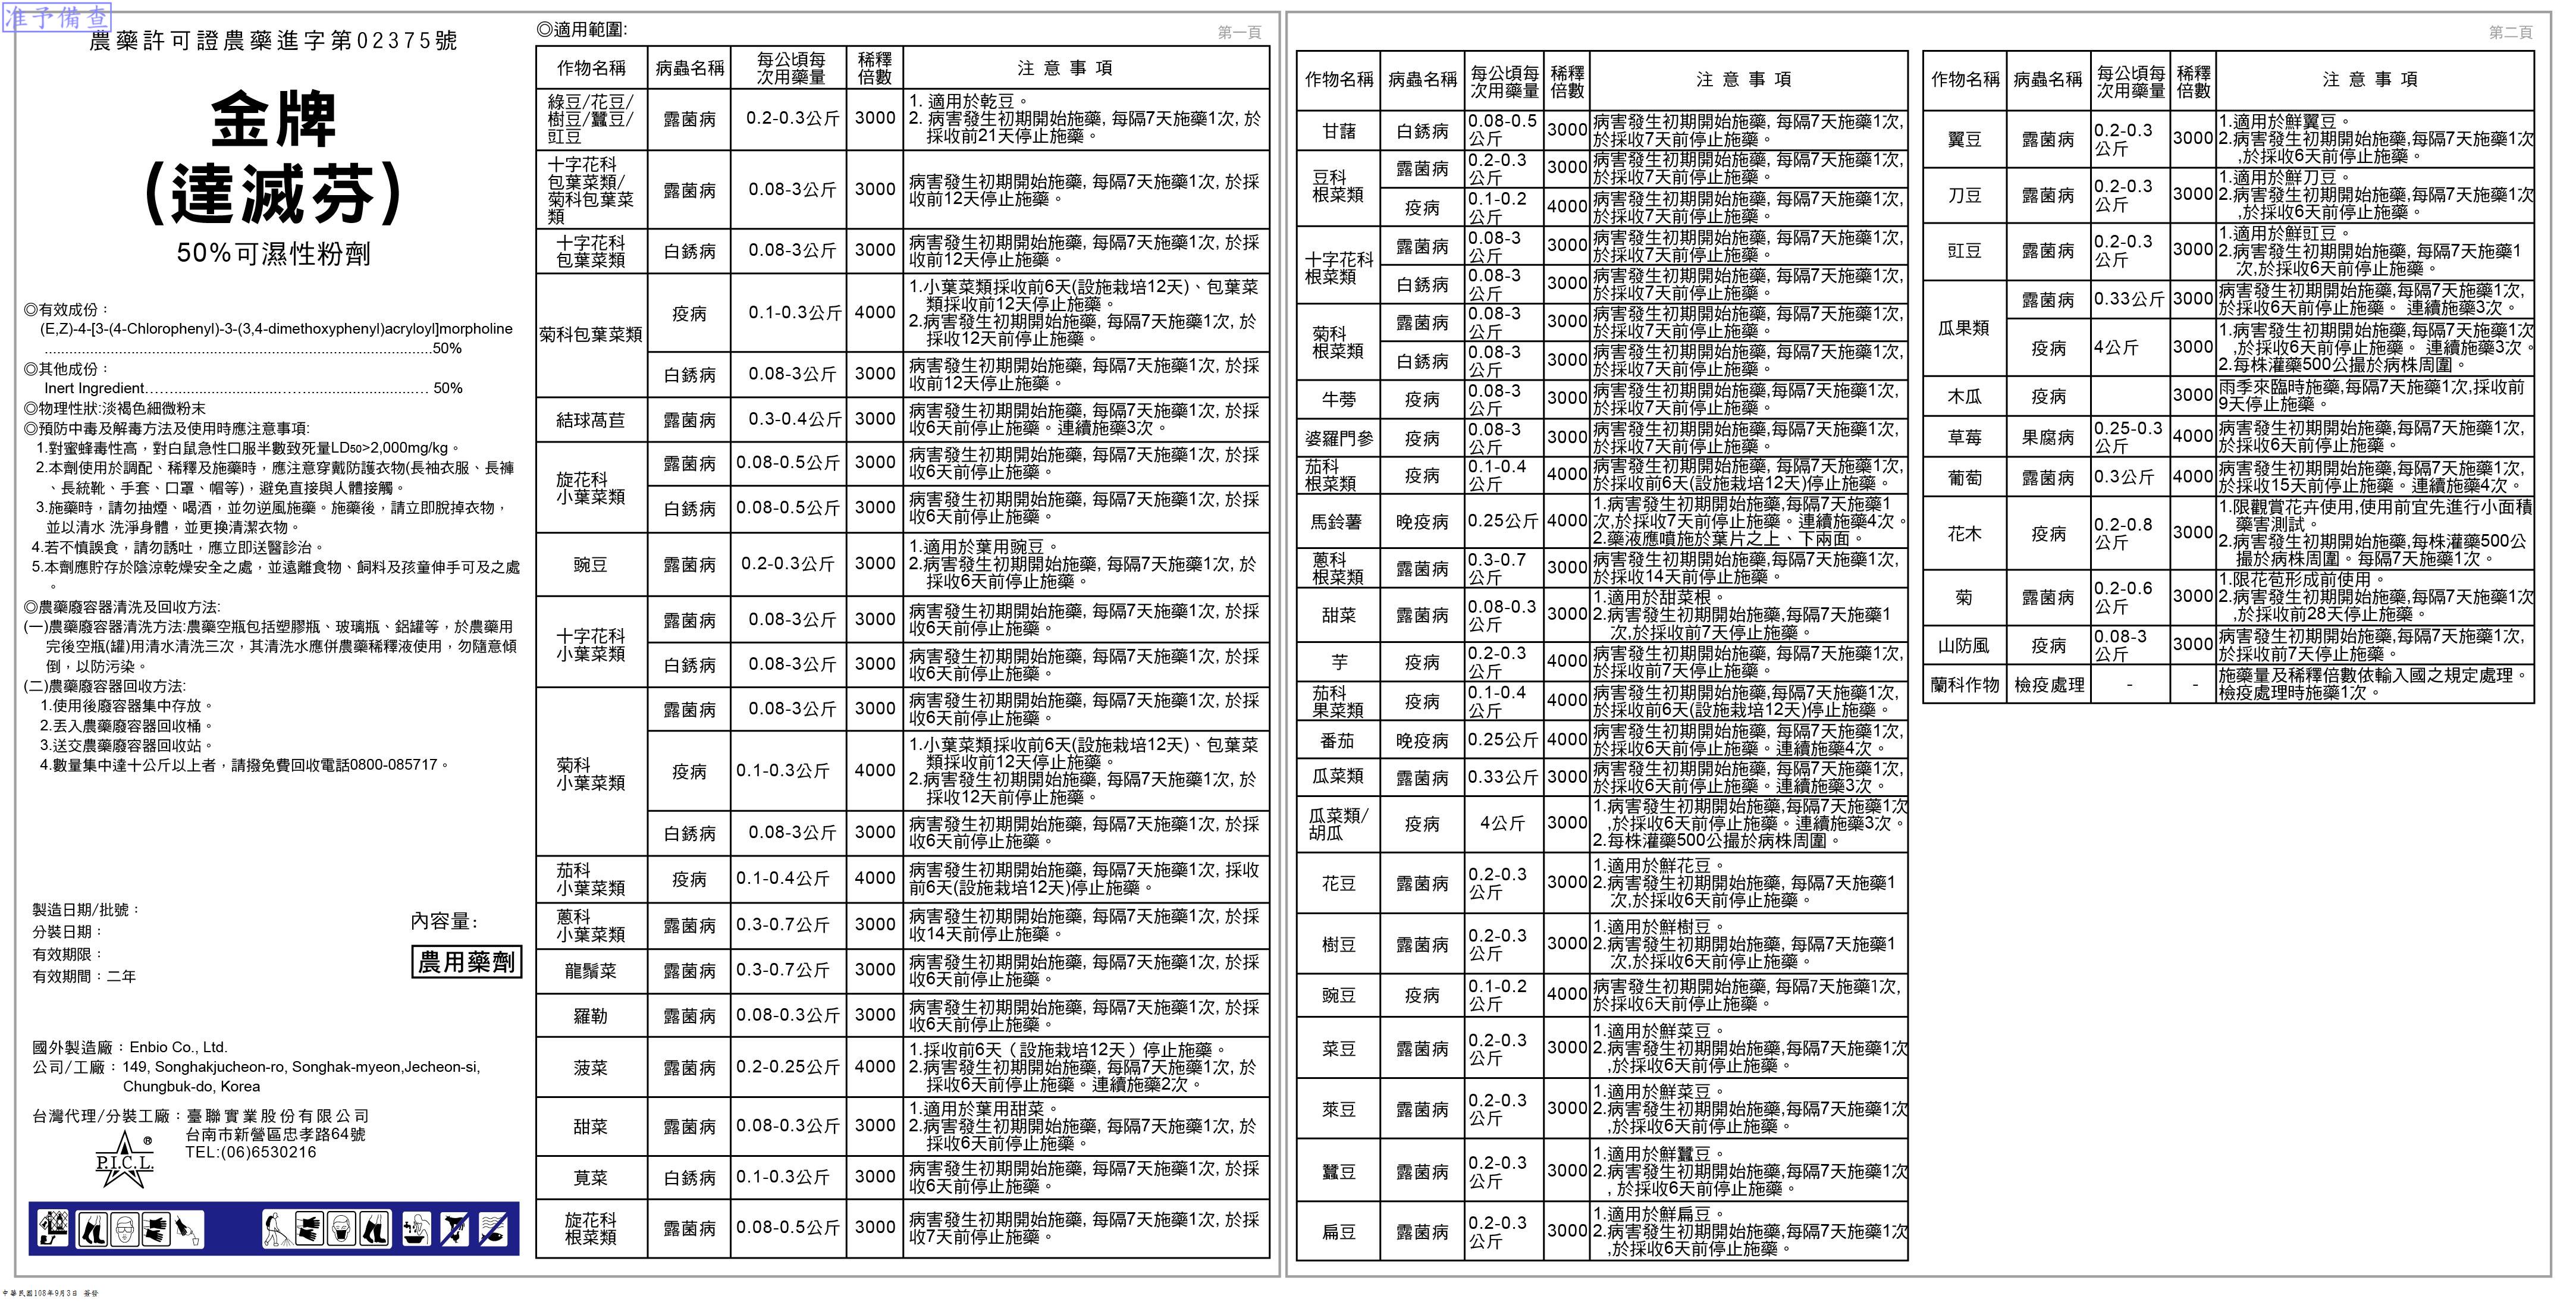 准予備查
農藥許可證農藥進字第02375號
金牌
(達滅芬)
50%可濕性粉劑
◎有效成份：
(E,Z)-4-[3-(4-Chlorophenyl)-3-(3,4-dimethoxyphenyl)acryloyl]morpholine
........................................................................................50%
◎其他成份：
Inert Ingredient................................................................ 50%
◎物理性狀:淡褐色細微粉末
◎預防中毒及解毒方法及使用時應注意事項:
1.對蜜蜂毒性高，對白鼠急性口服半數致死量LD50>2,000mg/kg。
2.本劑使用於調配、稀釋及施藥時，應注意穿戴防護衣物(長袖衣服、長褲
、長統靴、手套、口罩、帽等)，避免直接與人體接觸。
3.施藥時，請勿抽煙、喝酒，並勿逆風施藥。施藥後，請立即脫掉衣物，
並以清水 洗淨身體，並更換清潔衣物。
4.若不慎誤食，請勿誘吐，應立即送醫診治。
5.本劑應貯存於陰涼乾燥安全之處，並遠離食物、飼料及孩童伸手可及之處
。
◎農藥廢容器清洗及回收方法:
(一)農藥廢容器清洗方法:農藥空瓶包括塑膠瓶、玻璃瓶、鋁罐等，於農藥用
完後空瓶(罐)用清水清洗三次，其清洗水應併農藥稀釋液使用，勿隨意傾
倒，以防污染。
(二)農藥廢容器回收方法:
1.使用後廢容器集中存放。
2.丟入農藥廢容器回收桶。
3.送交農藥廢容器回收站。
4.數量集中達十公斤以上者，請撥免費回收電話0800-085717。
製造日期/批號：
分裝日期：
有效期限：
有效期間：二年
內容量:
農用藥劑
國外製造廠：Enbio Co., Ltd.
公司/工廠：149, Songhakjucheon-ro, Songhak-myeon,Jecheon-si,
Chungbuk-do, Korea
台灣代理/分裝工廠：臺聯實業股份有限公司
台南市新營區忠孝路64號
TEL:(06)6530216
P.I.C.L. ®
◎適用範圍:
第一頁
作物名稱 病蟲名稱 每公頃每次用藥量 稀釋倍數 注意事項
綠豆/花豆/樹豆/蠶豆/豇豆 露菌病 0.2-0.3公斤 3000 1. 適用於乾豆。
2. 病害發生初期開始施藥, 每隔7天施藥1次, 於採收前21天停止施藥。
十字花科包葉菜類/菊科包葉菜類 露菌病 0.08-3公斤 3000 病害發生初期開始施藥, 每隔7天施藥1次, 於採收前12天停止施藥。
十字花科包葉菜類 白銹病 0.08-3公斤 3000 病害發生初期開始施藥, 每隔7天施藥1次, 於採收前12天停止施藥。
菊科包葉菜類 疫病 0.1-0.3公斤 4000 1.小葉菜類採收前6天(設施栽培12天)、包葉菜類採收前12天停止施藥。
2.病害發生初期開始施藥, 每隔7天施藥1次, 於採收12天前停止施藥。
白銹病 0.08-3公斤 3000 病害發生初期開始施藥, 每隔7天施藥1次, 於採收前12天停止施藥。
結球萵苣 露菌病 0.3-0.4公斤 3000 病害發生初期開始施藥, 每隔7天施藥1次, 於採收6天前停止施藥。連續施藥3次。
旋花科小葉菜類 露菌病 0.08-0.5公斤 3000 病害發生初期開始施藥, 每隔7天施藥1次, 於採收6天前停止施藥。
白銹病 0.08-0.5公斤 3000 病害發生初期開始施藥, 每隔7天施藥1次, 於採收6天前停止施藥。
豌豆 露菌病 0.2-0.3公斤 3000 1.適用於葉用豌豆。
2.病害發生初期開始施藥, 每隔7天施藥1次, 於採收6天前停止施藥。
十字花科小葉菜類 露菌病 0.08-3公斤 3000 病害發生初期開始施藥, 每隔7天施藥1次, 於採收6天前停止施藥。
白銹病 0.08-3公斤 3000 病害發生初期開始施藥, 每隔7天施藥1次, 於採收6天前停止施藥。
菊科小葉菜類 露菌病 0.08-3公斤 3000 病害發生初期開始施藥, 每隔7天施藥1次, 於採收6天前停止施藥。
疫病 0.1-0.3公斤 4000 1.小葉菜類採收前6天(設施栽培12天)、包葉菜類採收前12天停止施藥。
2.病害發生初期開始施藥, 每隔7天施藥1次, 於採收12天前停止施藥。
白銹病 0.08-3公斤 3000 病害發生初期開始施藥, 每隔7天施藥1次, 於採收6天前停止施藥。
茄科小葉菜類 疫病 0.1-0.4公斤 4000 病害發生初期開始施藥, 每隔7天施藥1次, 採收前6天(設施栽培12天)停止施藥。
蔥科小葉菜類 露菌病 0.3-0.7公斤 3000 病害發生初期開始施藥, 每隔7天施藥1次, 於採收14天前停止施藥。
龍鬚菜 露菌病 0.3-0.7公斤 3000 病害發生初期開始施藥, 每隔7天施藥1次, 於採收6天前停止施藥。
羅勒 露菌病 0.08-0.3公斤 3000 病害發生初期開始施藥, 每隔7天施藥1次, 於採收6天前停止施藥。
菠菜 露菌病 0.2-0.25公斤 4000 1.採收前6天（設施栽培12天）停止施藥。
2.病害發生初期開始施藥, 每隔7天施藥1次, 於採收6天前停止施藥。連續施藥2次。
甜菜 露菌病 0.08-0.3公斤 3000 1.適用於葉用甜菜。
2.病害發生初期開始施藥, 每隔7天施藥1次, 於採收6天前停止施藥。
莧菜 白銹病 0.1-0.3公斤 3000 病害發生初期開始施藥, 每隔7天施藥1次, 於採收6天前停止施藥。
旋花科根菜類 露菌病 0.08-0.5公斤 3000 病害發生初期開始施藥, 每隔7天施藥1次, 於採收7天前停止施藥。
第二頁
作物名稱 病蟲名稱 每公頃每次用藥量 稀釋倍數 注意事項
甘藷 白銹病 0.08-0.5公斤 3000 病害發生初期開始施藥, 每隔7天施藥1次, 於採收7天前停止施藥。
豆科根菜類 露菌病 0.2-0.3公斤 3000 病害發生初期開始施藥, 每隔7天施藥1次, 於採收7天前停止施藥。
疫病 0.1-0.2公斤 4000 病害發生初期開始施藥, 每隔7天施藥1次, 於採收7天前停止施藥。
十字花科根菜類 露菌病 0.08-3公斤 3000 病害發生初期開始施藥, 每隔7天施藥1次, 於採收7天前停止施藥。
白銹病 0.08-3公斤 3000 病害發生初期開始施藥, 每隔7天施藥1次, 於採收7天前停止施藥。
菊科根菜類 露菌病 0.08-3公斤 3000 病害發生初期開始施藥, 每隔7天施藥1次, 於採收7天前停止施藥。
白銹病 0.08-3公斤 3000 病害發生初期開始施藥, 每隔7天施藥1次, 於採收7天前停止施藥。
牛蒡 疫病 0.08-3公斤 3000 病害發生初期開始施藥,每隔7天施藥1次, 於採收7天前停止施藥。
婆羅門參 疫病 0.08-3公斤 3000 病害發生初期開始施藥,每隔7天施藥1次, 於採收7天前停止施藥。
茄科根菜類 疫病 0.1-0.4公斤 4000 病害發生初期開始施藥, 每隔7天施藥1次, 於採收前6天(設施栽培12天)停止施藥。
馬鈴薯 晚疫病 0.25公斤 4000 1.病害發生初期開始施藥,每隔7天施藥1次,於採收7天前停止施藥。連續施藥4次。
2.藥液應噴施於葉片之上、下兩面。
蔥科根菜類 露菌病 0.3-0.7公斤 3000 病害發生初期開始施藥,每隔7天施藥1次, 於採收14天前停止施藥。
甜菜 露菌病 0.08-0.3公斤 3000 1.適用於甜菜根。
2.病害發生初期開始施藥,每隔7天施藥1次,於採收前7天停止施藥。
芋 疫病 0.2-0.3公斤 4000 病害發生初期開始施藥, 每隔7天施藥1次, 於採收前7天停止施藥。
茄科果菜類 疫病 0.1-0.4公斤 4000 病害發生初期開始施藥,每隔7天施藥1次, 於採收前6天(設施栽培12天)停止施藥。
番茄 晚疫病 0.25公斤 4000 病害發生初期開始施藥, 每隔7天施藥1次, 於採收6天前停止施藥。連續施藥4次。
瓜菜類 露菌病 0.33公斤 3000 病害發生初期開始施藥, 每隔7天施藥1次, 於採收6天前停止施藥。連續施藥3次。
瓜菜類/胡瓜 疫病 4公斤 3000 1.病害發生初期開始施藥,每隔7天施藥1次,於採收6天前停止施藥。連續施藥3次。
2.每株灌藥500公撮於病株周圍。
花豆 露菌病 0.2-0.3公斤 3000 1.適用於鮮花豆。
2.病害發生初期開始施藥, 每隔7天施藥1次,於採收6天前停止施藥。
樹豆 露菌病 0.2-0.3公斤 3000 1.適用於鮮樹豆。
2.病害發生初期開始施藥, 每隔7天施藥1次,於採收6天前停止施藥。
豌豆 疫病 0.1-0.2公斤 4000 病害發生初期開始施藥, 每隔7天施藥1次, 於採收6天前停止施藥。
菜豆 露菌病 0.2-0.3公斤 3000 1.適用於鮮菜豆。
2.病害發生初期開始施藥,每隔7天施藥1次,於採收6天前停止施藥。
萊豆 露菌病 0.2-0.3公斤 3000 1.適用於鮮菜豆。
2.病害發生初期開始施藥,每隔7天施藥1次,於採收6天前停止施藥。
蠶豆 露菌病 0.2-0.3公斤 3000 1.適用於鮮蠶豆。
2.病害發生初期開始施藥,每隔7天施藥1次, 於採收6天前停止施藥。
扁豆 露菌病 0.2-0.3公斤 3000 1.適用於鮮扁豆。
2.病害發生初期開始施藥,每隔7天施藥1次,於採收6天前停止施藥。
作物名稱 病蟲名稱 每公頃每次用藥量 稀釋倍數 注意事項
翼豆 露菌病 0.2-0.3公斤 3000 1.適用於鮮翼豆。
2.病害發生初期開始施藥,每隔7天施藥1次,於採收6天前停止施藥。
刀豆 露菌病 0.2-0.3公斤 3000 1.適用於鮮刀豆。
2.病害發生初期開始施藥,每隔7天施藥1次,於採收6天前停止施藥。
豇豆 露菌病 0.2-0.3公斤 3000 1.適用於鮮豇豆。
2.病害發生初期開始施藥, 每隔7天施藥1次,於採收6天前停止施藥。
瓜果類 露菌病 0.33公斤 3000 病害發生初期開始施藥,每隔7天施藥1次, 於採收6天前停止施藥。 連續施藥3次。
疫病 4公斤 3000 1.病害發生初期開始施藥,每隔7天施藥1次,於採收6天前停止施藥。 連續施藥3次。
2.每株灌藥500公撮於病株周圍。
木瓜 疫病 3000 雨季來臨時施藥,每隔7天施藥1次,採收前9天停止施藥。
草莓 果腐病 0.25-0.3公斤 4000 病害發生初期開始施藥,每隔7天施藥1次, 於採收6天前停止施藥。
葡萄 露菌病 0.3公斤 4000 病害發生初期開始施藥,每隔7天施藥1次, 於採收15天前停止施藥。連續施藥4次。
花木 疫病 0.2-0.8公斤 3000 1.限觀賞花卉使用,使用前宜先進行小面積藥害測試。
2.病害發生初期開始施藥,每株灌藥500公撮於病株周圍。每隔7天施藥1次。
菊 露菌病 0.2-0.6公斤 3000 1.限花苞形成前使用。
2.病害發生初期開始施藥,每隔7天施藥1次,於採收前28天停止施藥。
山防風 疫病 0.08-3公斤 3000 病害發生初期開始施藥,每隔7天施藥1次, 於採收前7天停止施藥。
蘭科作物 檢疫處理 - - 施藥量及稀釋倍數依輸入國之規定處理。檢疫處理時施藥1次。
中華民國108年9月3日 簽發